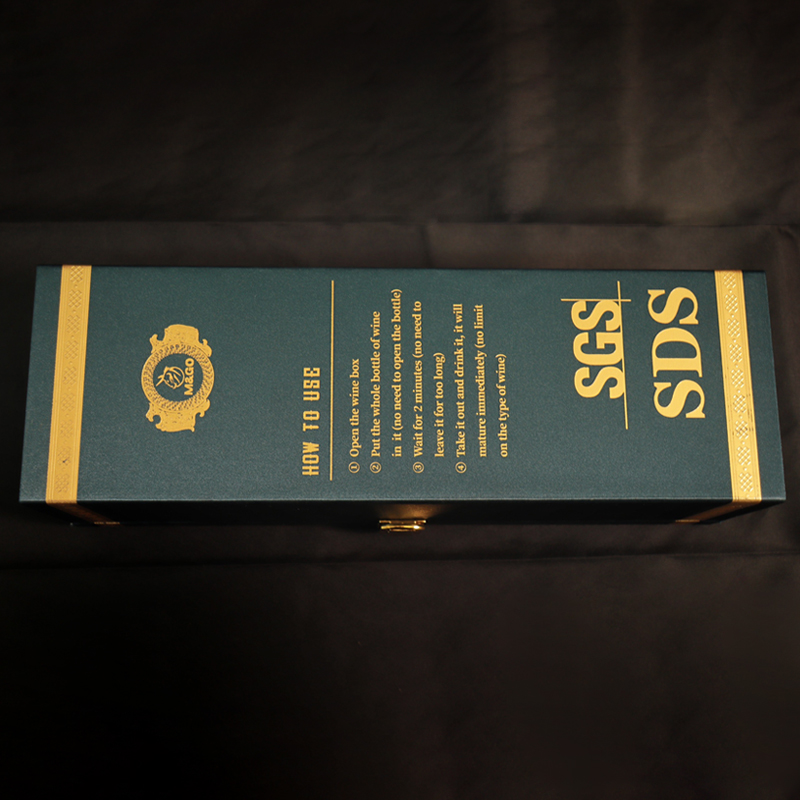 M&GO
HOW TO USE
① Open the wine box
② Put the whole bottle of wine
in it (no need to open the bottle)
③ Wait for 2 minutes (no need to
leave it for too long)
④ Take it out and drink it, it will
mature immediately (no limit
on the type of wine)
SGS
SDS